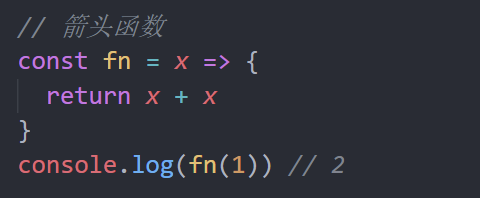 // 箭头函数
const fn = x => {
  return x + x
}
console.log(fn(1)) // 2